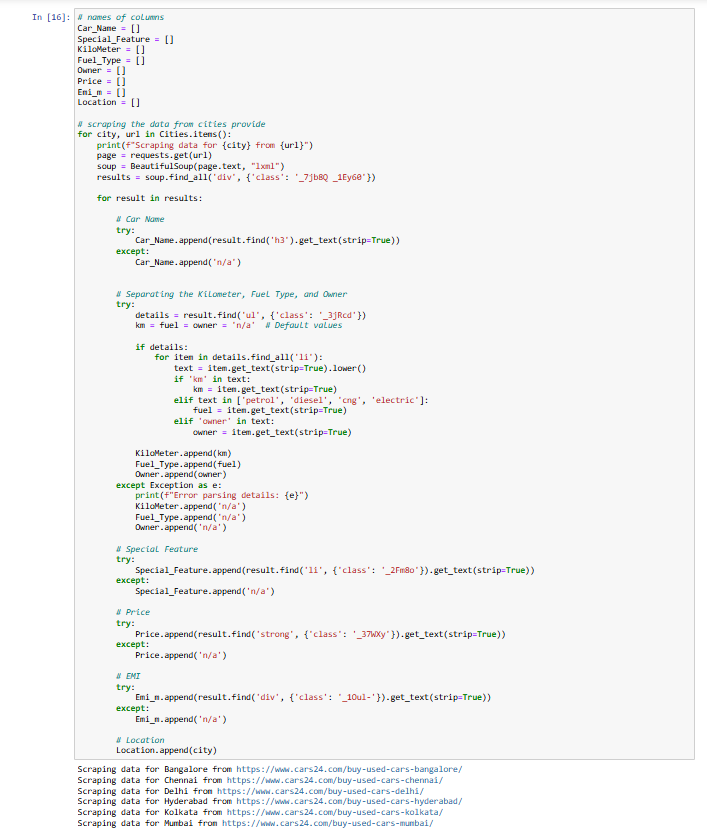 In [16]: # names of columns
Car_Name = []
Special_Feature = []
KiloMeter = []
Fuel_Type = []
Owner = []
Price = []
Emi_m = []
Location = []
# scraping the data from cities provide
for city, url in Cities.items():
    print(f"Scraping data for {city} from {url}")
    page = requests.get(url)
    soup = BeautifulSoup(page.text, "lxml")
    results = soup.find_all('div', {'class': '_7jb8Q _1Ey60'})
    for result in results:
        # Car Name
        try:
            Car_Name.append(result.find('h3').get_text(strip=True))
        except:
            Car_Name.append('n/a')
        # Separating the Kilometer, Fuel Type, and Owner
        try:
            details = result.find('ul', {'class': '_3jRcd'})
            km = fuel = owner = 'n/a'  # Default values
            if details:
                for item in details.find_all('li'):
                    text = item.get_text(strip=True).lower()
                    if 'km' in text:
                        km = item.get_text(strip=True)
                    elif text in ['petrol', 'diesel', 'cng', 'electric']:
                        fuel = item.get_text(strip=True)
                    elif 'owner' in text:
                        owner = item.get_text(strip=True)
            KiloMeter.append(km)
            Fuel_Type.append(fuel)
            Owner.append(owner)
        except Exception as e:
            print(f"Error parsing details: {e}")
            KiloMeter.append('n/a')
            Fuel_Type.append('n/a')
            Owner.append('n/a')
        # Special Feature
        try:
            Special_Feature.append(result.find('li', {'class': '_2Fm8o'}).get_text(strip=True))
        except:
            Special_Feature.append('n/a')
        # Price
        try:
            Price.append(result.find('strong', {'class': '_37WXy'}).get_text(strip=True))
        except:
            Price.append('n/a')
        # EMI
        try:
            Emi_m.append(result.find('div', {'class': '_1Oul-'}).get_text(strip=True))
        except:
            Emi_m.append('n/a')
        # Location
        Location.append(city)
Scraping data for Bangalore from https://www.cars24.com/buy-used-cars-bangalore/
Scraping data for Chennai from https://www.cars24.com/buy-used-cars-chennai/
Scraping data for Delhi from https://www.cars24.com/buy-used-cars-delhi/
Scraping data for Hyderabad from https://www.cars24.com/buy-used-cars-hyderabad/
Scraping data for Kolkata from https://www.cars24.com/buy-used-cars-kolkata/
Scraping data for Mumbai from https://www.cars24.com/buy-used-cars-mumbai/